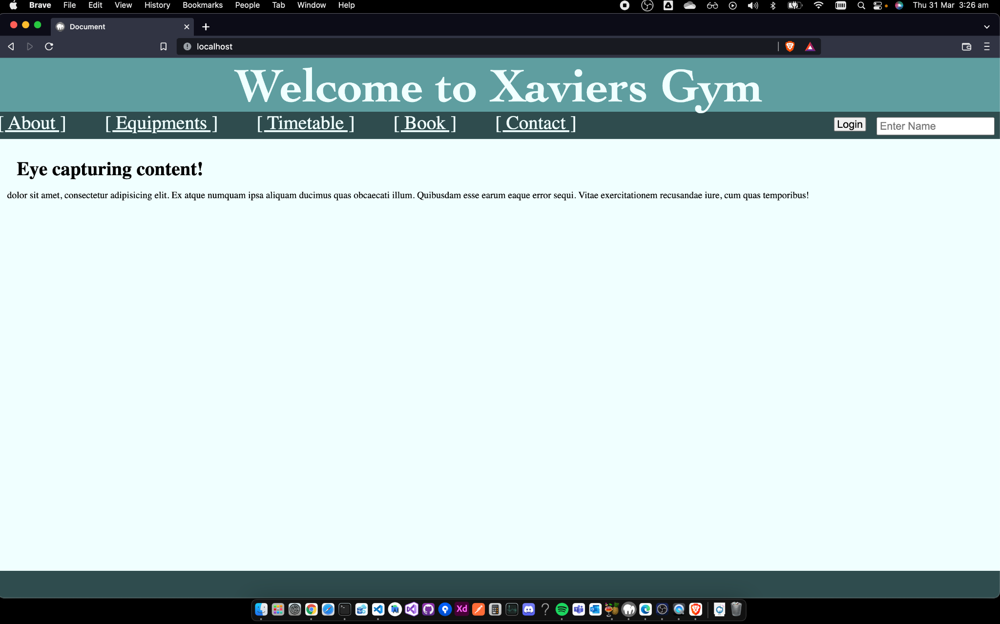 Brave File Edit View History Bookmarks People Tab Window Help Thu 31 Mar 3:26 am
Document
localhost
Welcome to Xaviers Gym
[ About ] [ Equipments ] [ Timetable ] [ Book ] [ Contact ] Login Enter Name
Eye capturing content!
dolor sit amet, consectetur adipisicing elit. Ex atque numquam ipsa aliquam ducimus quas obcaecati illum. Quibusdam esse earum eaque error sequi. Vitae exercitationem recusandae iure, cum quas temporibus!
Xd